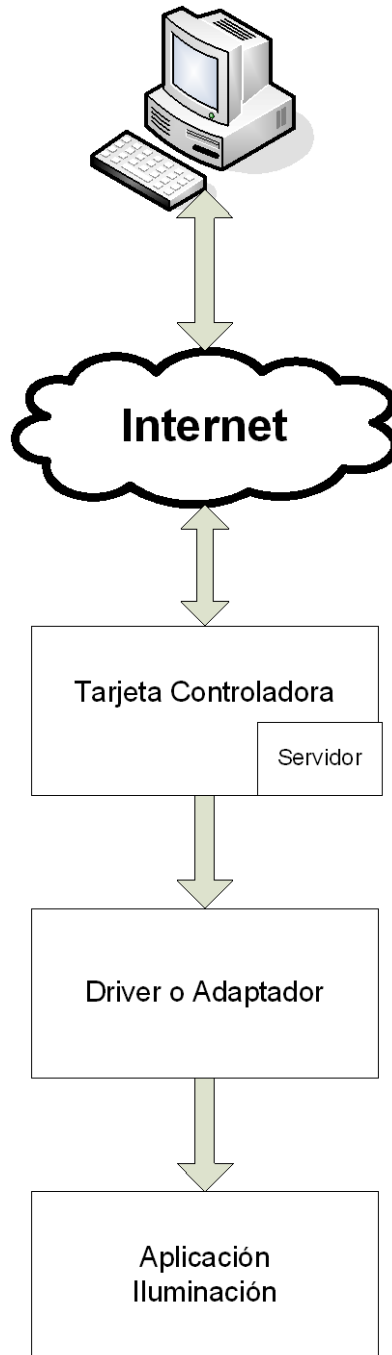 Internet
Tarjeta Controladora
Servidor
Driver o Adaptador
Aplicación
Iluminación